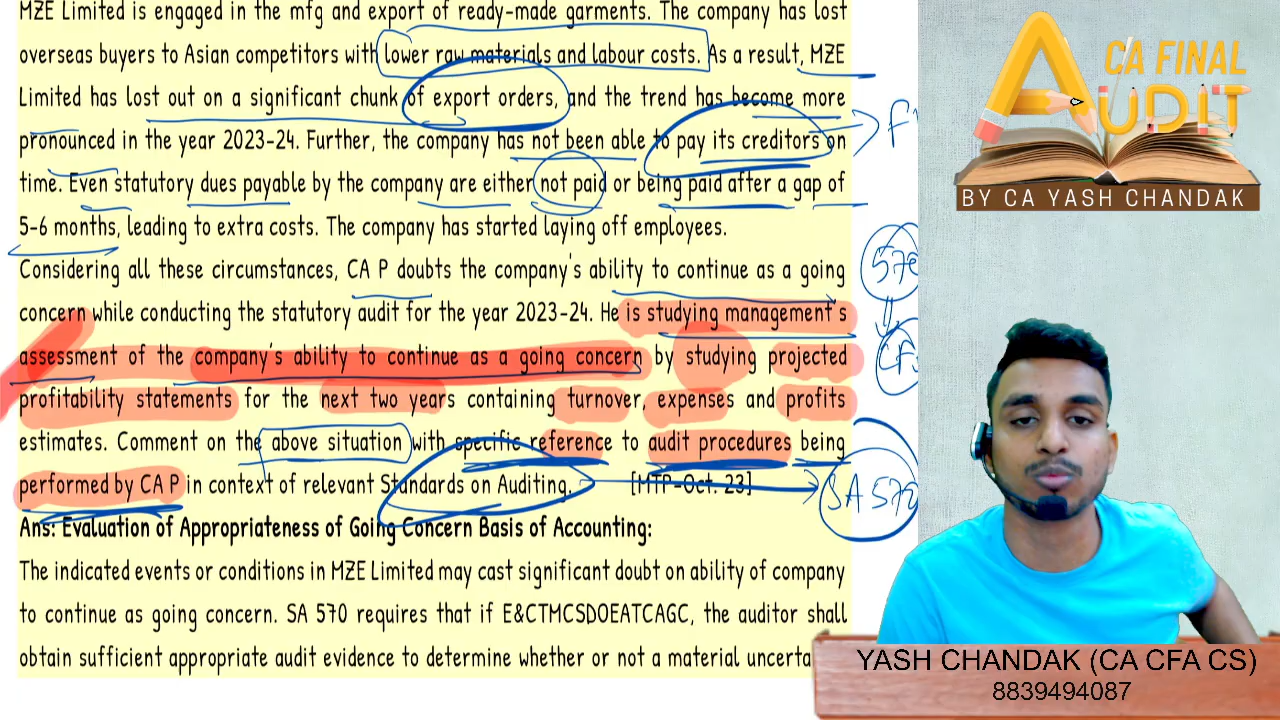 MZE Limited is engaged in the mfg and export of ready-made garments. The company has lost
overseas buyers to Asian competitors with lower raw materials and labour costs. As a result, MZE
Limited has lost out on a significant chunk of export orders, and the trend has become more
pronounced in the year 2023-24. Further, the company has not been able to pay its creditors on
time. Even statutory dues payable by the company are either not paid or being paid after a gap of
5-6 months, leading to extra costs. The company has started laying off employees.
Considering all these circumstances, CA P doubts the company's ability to continue as a going
concern while conducting the statutory audit for the year 2023-24. He is studying management's
assessment of the company's ability to continue as a going concern by studying projected
profitability statements for the next two years containing turnover, expenses and profits
estimates. Comment on the above situation with specific reference to audit procedures being
performed by CA P in context of relevant Standards on Auditing. [MTP-Oct. 23]
Ans: Evaluation of Appropriateness of Going Concern Basis of Accounting:
The indicated events or conditions in MZE Limited may cast significant doubt on ability of company
to continue as going concern. SA 570 requires that if E&CTMCSDOEATCAGC, the auditor shall
obtain sufficient appropriate audit evidence to determine whether or not a material
570
SA 570
CA FINAL
AUDIT
BY CA YASH CHANDAK
YASH CHANDAK (CA CFA CS)
8839494087